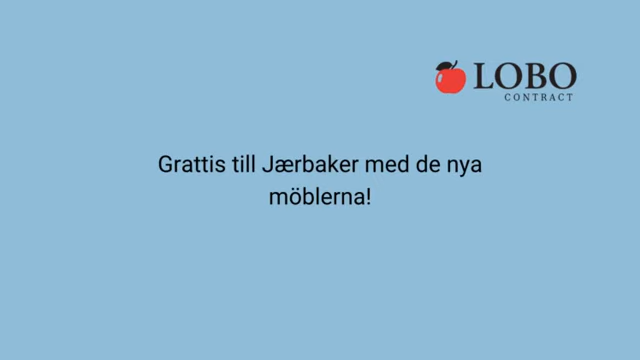 LOBO
CONTRACT
Grattis till Jærbaker med de nya
möblerna!